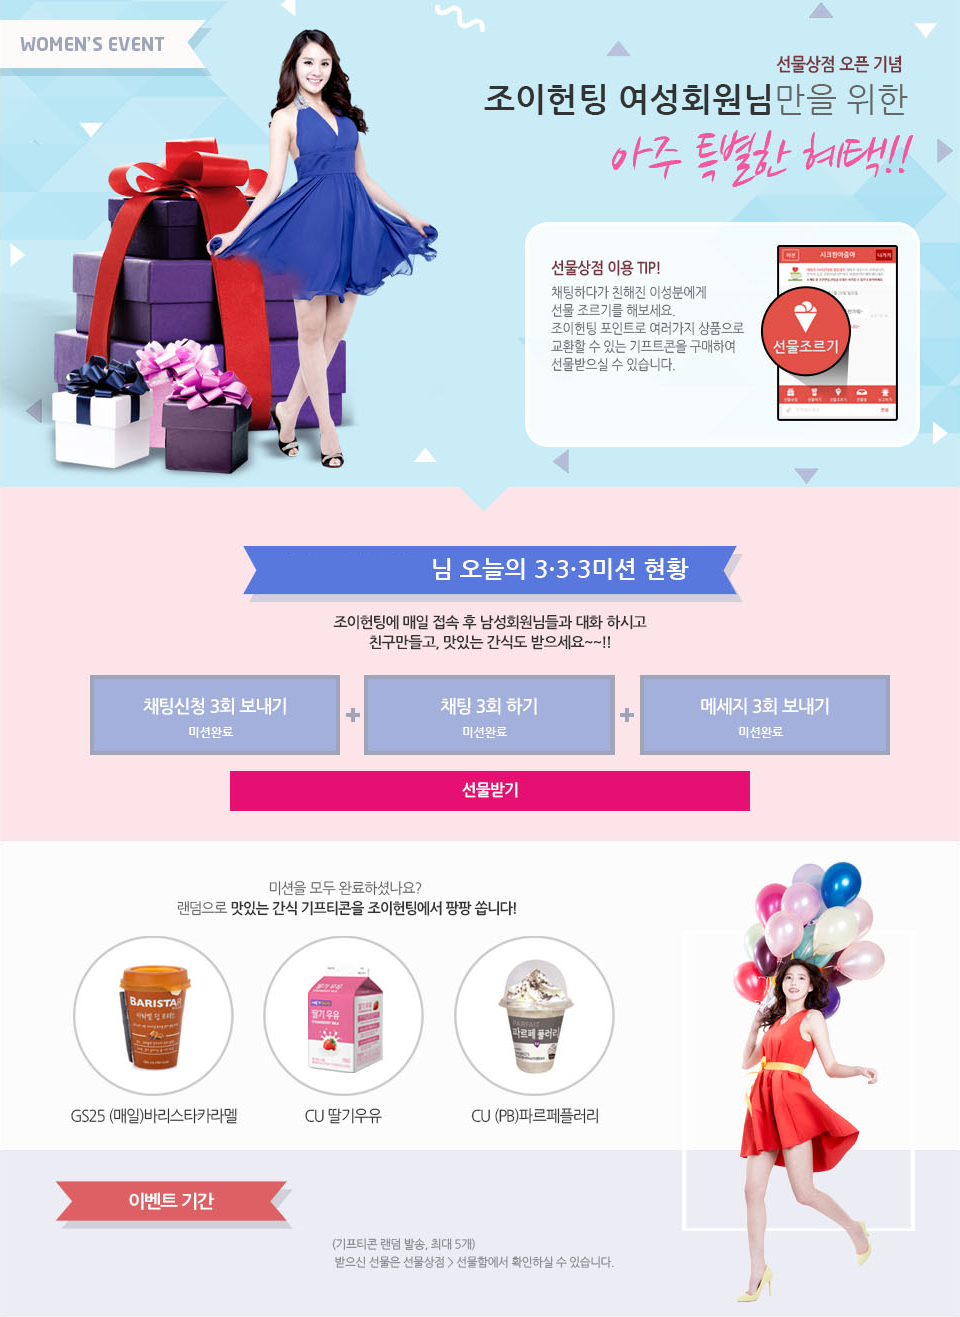 WOMEN'S EVENT
선물상점 오픈 기념
조이헌팅 여성회원님만을 위한
아주 특별한 혜택!!
선물상점 이용 TIP!
채팅하다가 친해진 이성분에게
선물 조르기를 해보세요.
조이헌팅 포인트로 여러가지 상품으로
교환할 수 있는 기프트콘을 구매하여
선물받으실 수 있습니다.
시크한아줌마
나가기
선물조르기
님 오늘의 3·3·3미션 현황
조이헌팅에 매일 접속 후 남성회원님들과 대화 하시고
친구만들고, 맛있는 간식도 받으세요~~!!
채팅신청 3회 보내기
미션완료
+
채팅 3회 하기
미션완료
+
메세지 3회 보내기
미션완료
선물받기
미션을 모두 완료하셨나요?
랜덤으로 맛있는 간식 기프티콘을 조이헌팅에서 팡팡 쏩니다!
BARISTA
딸기우유
PARFAIT
파르페플러리
GS25 (매일)바리스타카라멜
CU 딸기우유
CU (PB)파르페플러리
이벤트 기간
(기프티콘 랜덤 발송, 최대 5개)
받으신 선물은 선물상점 > 선물함에서 확인하실 수 있습니다.